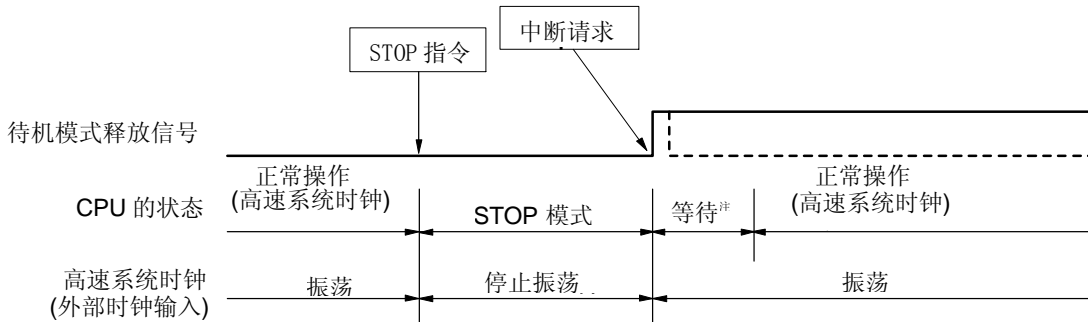 中断请求
STOP 指令
待机模式释放信号
正常操作
(高速系统时钟)
正常操作
(高速系统时钟)
CPU 的状态
STOP 模式
等待注
高速系统时钟
(外部时钟输入)
振荡
停止振荡
振荡